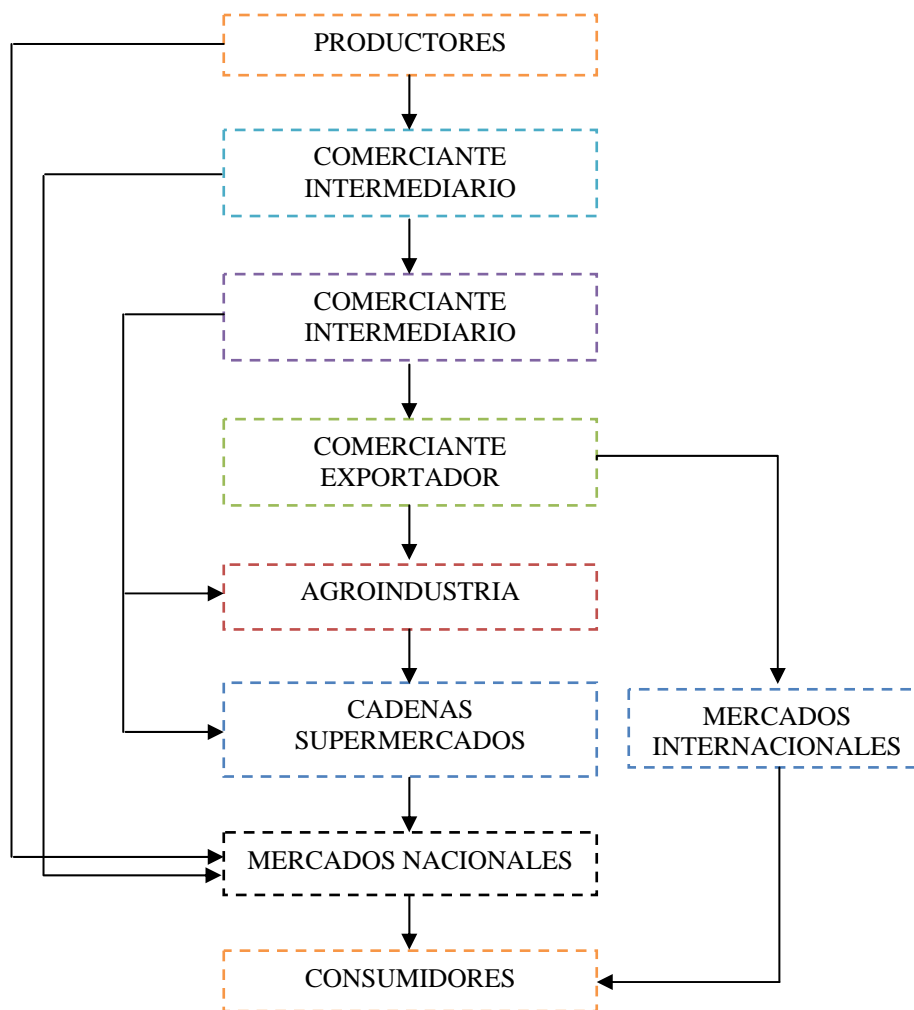 PRODUCTORES
COMERCIANTE
INTERMEDIARIO
COMERCIANTE
INTERMEDIARIO
COMERCIANTE
EXPORTADOR
AGROINDUSTRIA
CADENAS
SUPERMERCADOS
MERCADOS
INTERNACIONALES
MERCADOS NACIONALES
CONSUMIDORES